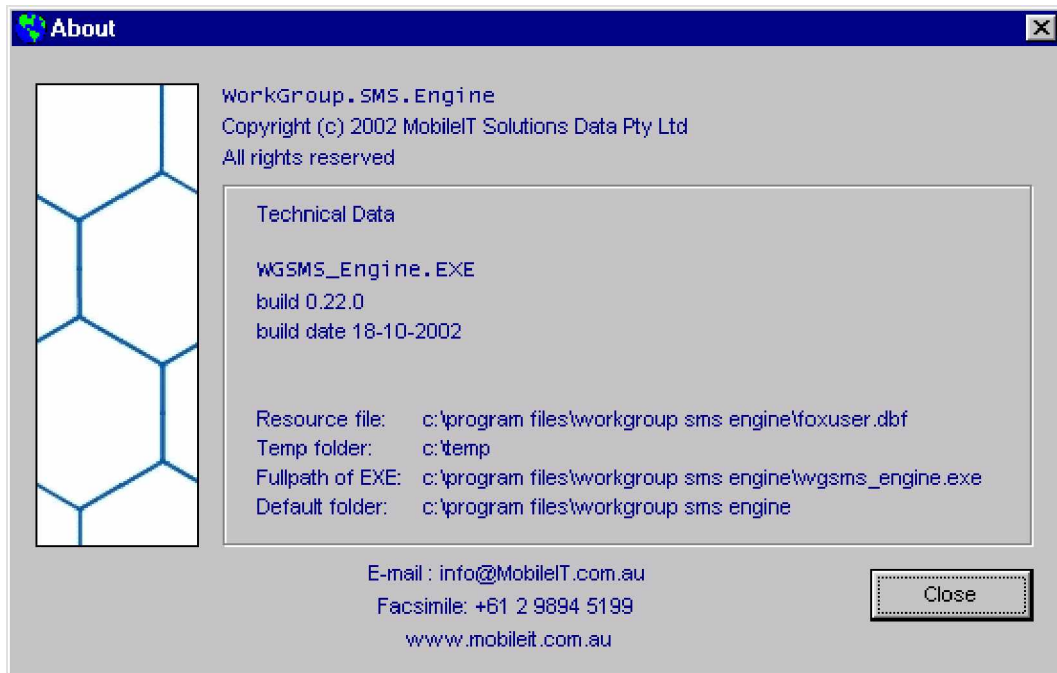 About
WorkGroup.SMS.Engine
Copyright (c) 2002 MobileIT Solutions Data Pty Ltd
All rights reserved
Technical Data
WGSMS_Engine.EXE
build 0.22.0
build date 18-10-2002
Resource file: c:\program files\workgroup sms engine\foxuser.dbf
Temp folder: c:\temp
Fullpath of EXE: c:\program files\workgroup sms engine\wgsms_engine.exe
Default folder: c:\program files\workgroup sms engine
E-mail : info@MobileIT.com.au
Facsimile: +61 2 9894 5199
www.mobileit.com.au
Close